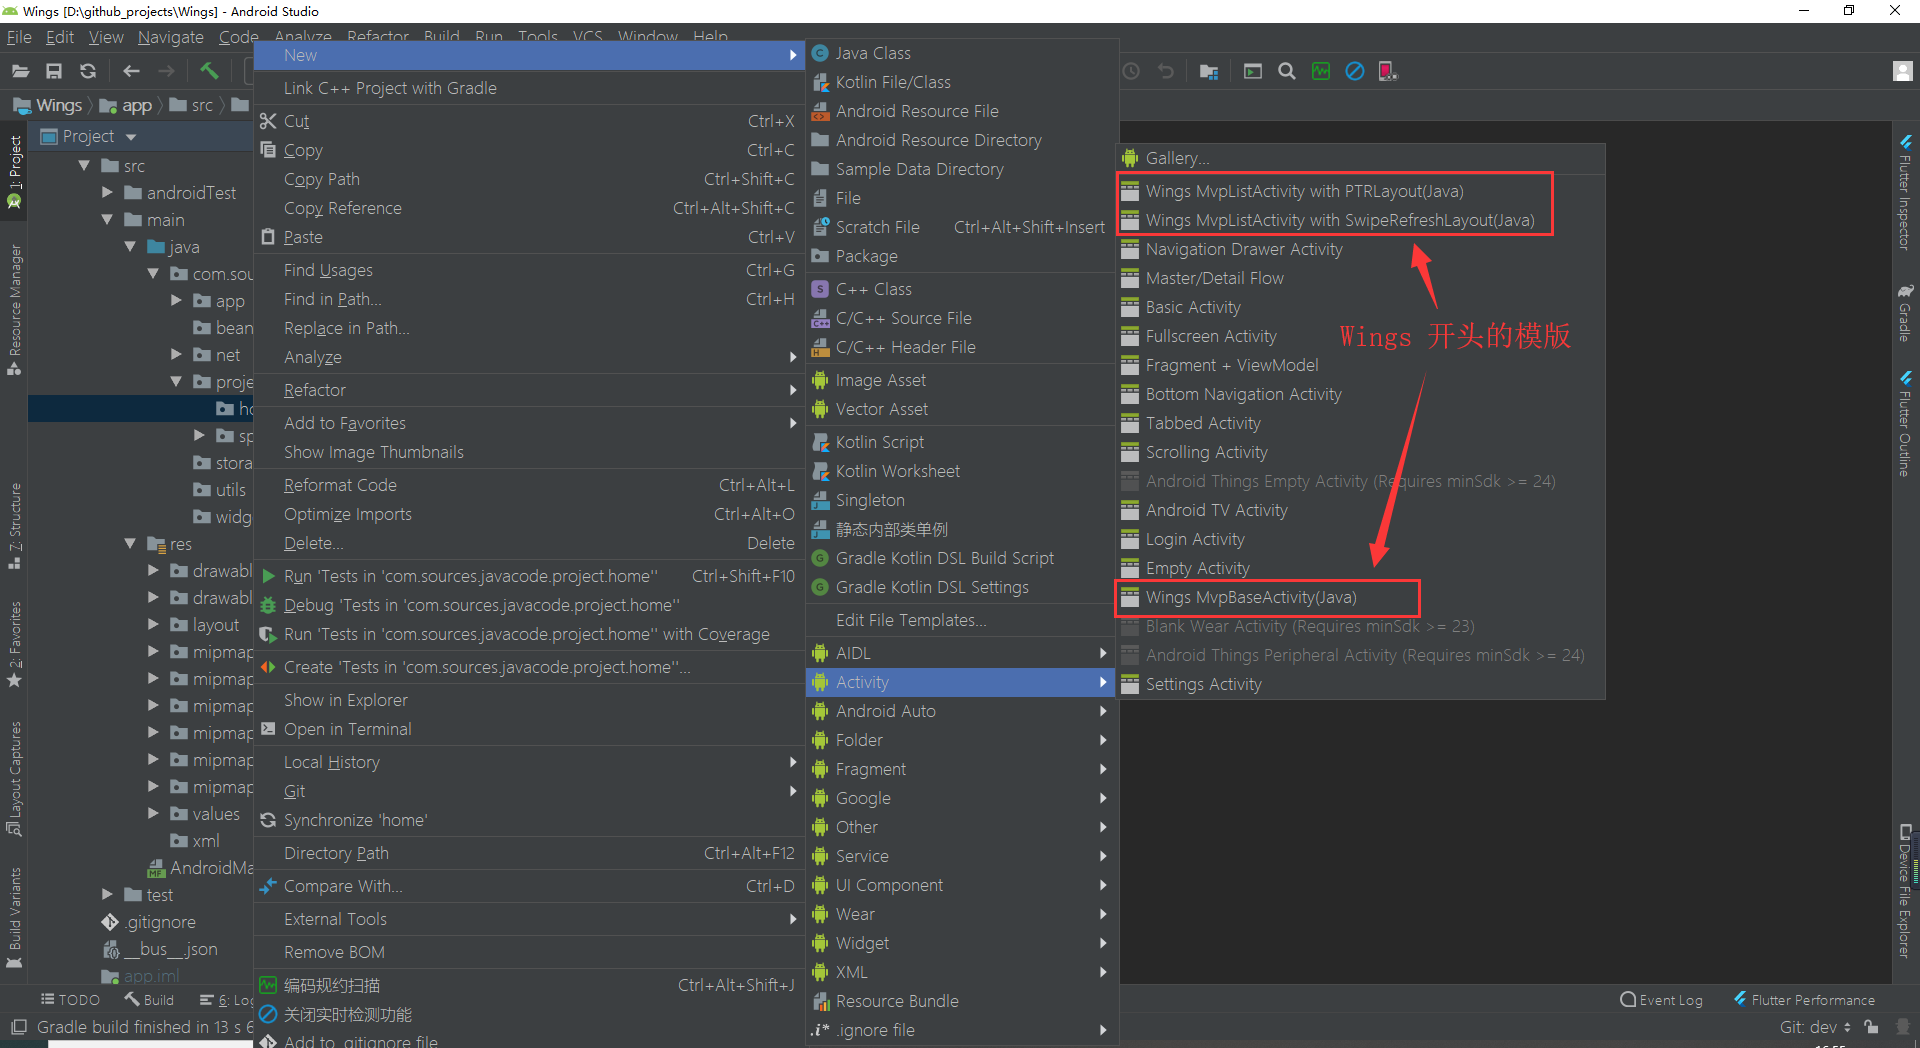 Wings [D:\github_projects\Wings] - Android Studio
File Edit View Navigate Code Analyze Refactor Build Run Tools VCS Window Help
Wings app src
Project
1: Project
Resource Manager
Z: Structure
2: Favorites
Layout Captures
Build Variants
src
androidTest
main
java
com.sou
app
bean
net
proje
ho
sp
stora
utils
widg
res
drawabl
drawabl
layout
mipmap
mipmap
mipmap
mipmap
mipmap
mipmap
values
xml
AndroidMa
test
.gitignore
__bus__.json
app.iml
New
Link C++ Project with Gradle
Cut Ctrl+X
Copy Ctrl+C
Copy Path Ctrl+Shift+C
Copy Reference Ctrl+Alt+Shift+C
Paste Ctrl+V
Find Usages Ctrl+G
Find in Path... Ctrl+H
Replace in Path...
Analyze
Refactor
Add to Favorites
Show Image Thumbnails
Reformat Code Ctrl+Alt+L
Optimize Imports Ctrl+Alt+O
Delete... Delete
Run 'Tests in 'com.sources.javacode.project.home'' Ctrl+Shift+F10
Debug 'Tests in 'com.sources.javacode.project.home''
Run 'Tests in 'com.sources.javacode.project.home'' with Coverage
Create 'Tests in 'com.sources.javacode.project.home''...
Show in Explorer
Open in Terminal
Local History
Git
Synchronize 'home'
Directory Path Ctrl+Alt+F12
Compare With... Ctrl+D
External Tools
Remove BOM
编码规约扫描 Ctrl+Alt+Shift+J
关闭实时检测功能
Add to .gitignore file
Java Class
Kotlin File/Class
Android Resource File
Android Resource Directory
Sample Data Directory
File
Scratch File Ctrl+Alt+Shift+Insert
Package
C++ Class
C/C++ Source File
C/C++ Header File
Image Asset
Vector Asset
Kotlin Script
Kotlin Worksheet
Singleton
静态内部类单例
Gradle Kotlin DSL Build Script
Gradle Kotlin DSL Settings
Edit File Templates...
AIDL
Activity
Android Auto
Folder
Fragment
Google
Other
Service
UI Component
Wear
Widget
XML
Resource Bundle
.i* .ignore file
Gallery...
Wings MvpListActivity with PTRLayout(Java)
Wings MvpListActivity with SwipeRefreshLayout(Java)
Navigation Drawer Activity
Master/Detail Flow
Basic Activity
Fullscreen Activity
Fragment + ViewModel
Bottom Navigation Activity
Tabbed Activity
Scrolling Activity
Android Things Empty Activity (Requires minSdk >= 24)
Android TV Activity
Login Activity
Empty Activity
Wings MvpBaseActivity(Java)
Blank Wear Activity (Requires minSdk >= 23)
Android Things Peripheral Activity (Requires minSdk >= 24)
Settings Activity
Wings 开头的模版
Flutter Inspector
Gradle
Flutter Outline
Device File Explorer
TODO Build 6: Log Event Log Flutter Performance
Gradle build finished in 13 s 6 Git: dev